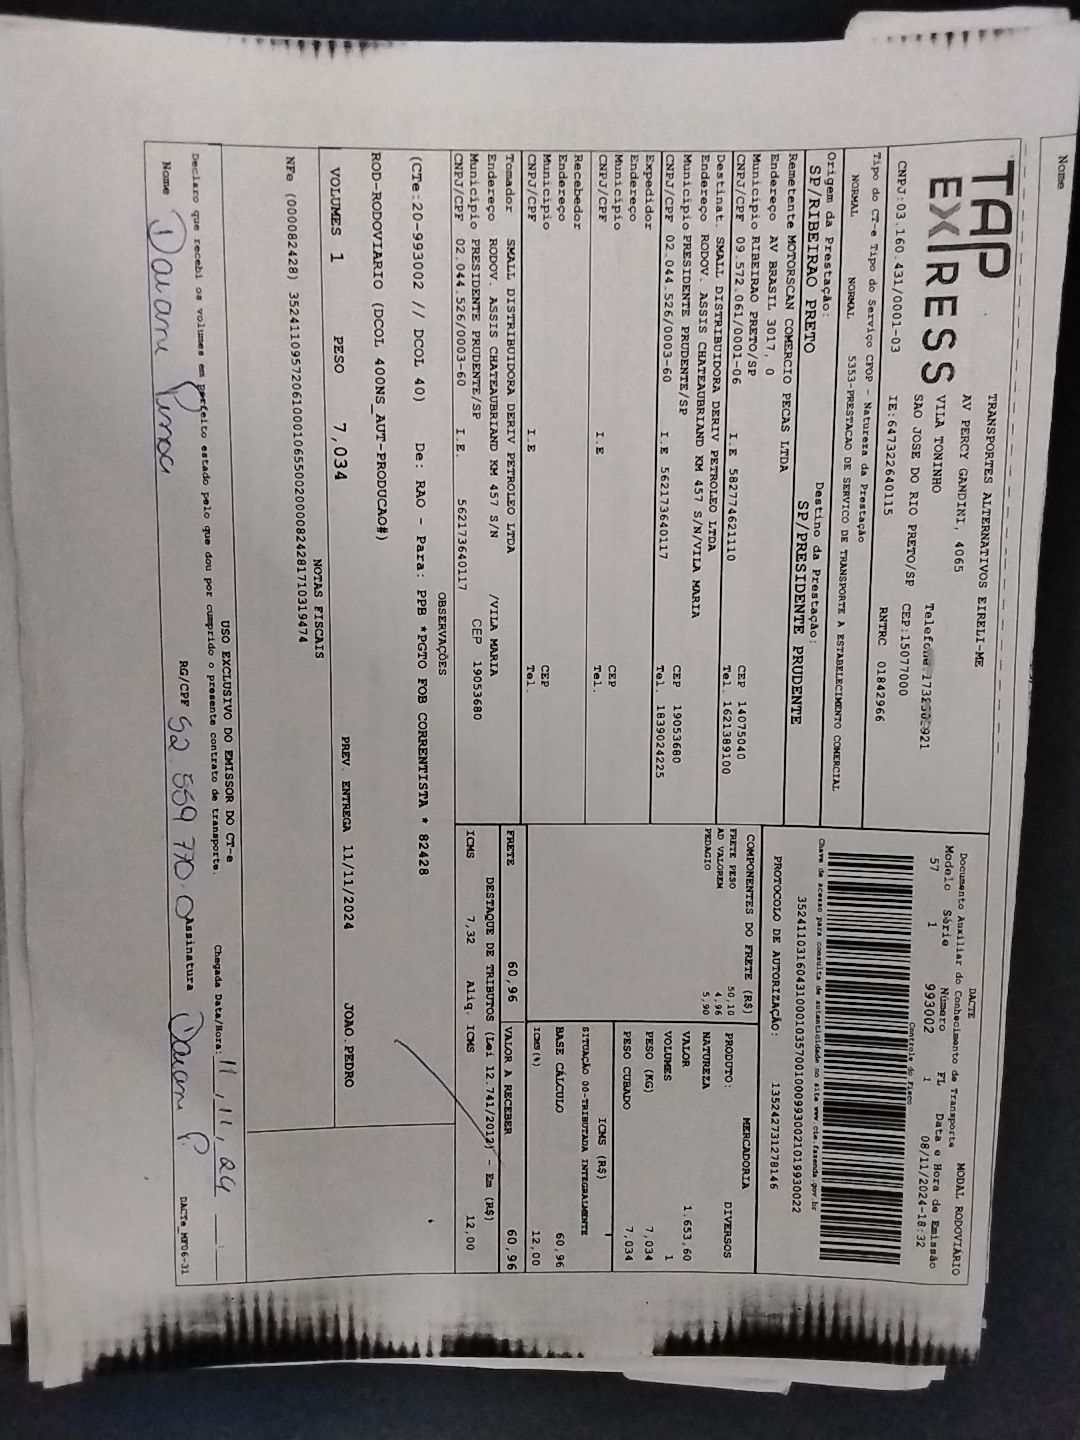 Nome
TAP
EXPRESS
TRANSPORTES ALTERNATIVOS EIRELI-ME
AV PERCY GANDINI, 4065
VILA TONINHO
SAO JOSE DO RIO PRETO/SP CEP:15077000
CNPJ:03.160.431/0001-03 IE:647322640115 RNTRC 01842966
Tipo do CT-e Tipo do Serviço CFOP - Natureza da Prestação
NORMAL NORMAL 5353-PRESTACAO DE SERVICO DE TRANSPORTE A ESTABELECIMENTO COMERCIAL
Origem da Prestação: Destino da Prestação:
SP/RIBEIRAO PRETO SP/PRESIDENTE PRUDENTE
Remetente MOTORSCAN COMERCIO PECAS LTDA
Endereço AV BRASIL 3017, 0
Município RIBEIRAO PRETO/SP CEP 14075040
CNPJ/CPF 09.572.061/0001-06 I.E 582774621110 Tel. 1621389100
Destinat. SMALL DISTRIBUIDORA DERIV PETROLEO LTDA
Endereço RODOV. ASSIS CHATEAUBRIAND KM 457 S/N/VILA MARIA
Município PRESIDENTE PRUDENTE/SP CEP 19053680
CNPJ/CPF 02.044.526/0003-60 I.E 562173640117 Tel. 1839024225
Expedidor
Endereço
Município CEP
CNPJ/CPF I.E Tel.
Recebedor
Endereço
Município CEP
CNPJ/CPF I.E Tel.
Tomador SMALL DISTRIBUIDORA DERIV PETROLEO LTDA
Endereço RODOV. ASSIS CHATEAUBRIAND KM 457 S/N /VILA MARIA
Município PRESIDENTE PRUDENTE/SP CEP 19053680
CNPJ/CPF 02.044.526/0003-60 I.E. 562173640117
DACTE
Documento Auxiliar do Conhecimento de Transporte MODAL RODOVIÁRIO
Modelo Série Número FL Data e Hora de Emissão
57 1 993002 1 08/11/2024-18:32
Controle do Fisco
Chave de acesso para consulta de autenticidade no site www.cte.fazenda.gov.br
35241103160431000103570010009930021019930022
PROTOCOLO DE AUTORIZAÇÃO: 135242731278146
COMPONENTES DO FRETE (R$)
FRETE PESO 50,10
AD VALOREM 4,96
PEDAGIO 5,90
FRETE 60,96
MERCADORIA
PRODUTO: DIVERSOS
NATUREZA
VALOR 1.653,60
VOLUMES 1
PESO (KG) 7,034
PESO CUBADO 7,034
ICMS (R$)
SITUAÇÃO 00-TRIBUTADA INTEGRALMENTE
BASE CÁLCULO 60,96
ICMS(%) 12,00
VALOR A RECEBER 60,96
DESTAQUE DE TRIBUTOS (Lei 12.741/2012) - Em (R$)
ICMS 7,32 Aliq. ICMS 12,00
OBSERVAÇÕES
(CTe:20-993002 // DCOL 40) De: RAO - Para: PPB *PGTO FOB CORRENTISTA * 82428
ROD-RODOVIARIO (DCOL 400NS_AUT-PRODUCAO#)
VOLUMES 1 PESO 7,034 PREV. ENTREGA 11/11/2024 JOAO.PEDRO
NOTAS FISCAIS
NFe (000082428) 35241109572061000106550020000824281710319474
USO EXCLUSIVO DO EMISSOR DO CT-e
Declaro que recebi os volumes em perfeito estado pelo que dou por cumprido o presente contrato de transporte. Chegada Data/Hora: 11/11/24
Nome Daiani RG/CPF 52 559 770.0 Assinatura Daiani P.
DACTe_MP06-31